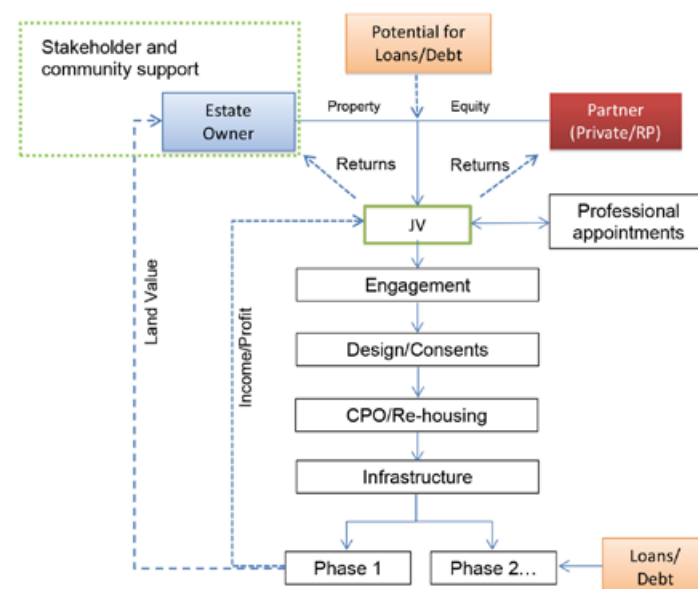 Stakeholder and
community support
Potential for
Loans/Debt
Estate
Owner
Property
Equity
Partner
(Private/RP)
Returns
Returns
JV
Professional
appointments
Engagement
Land Value
Income/Profit
Design/Consents
CPO/Re-housing
Infrastructure
Phase 1
Phase 2...
Loans/
Debt